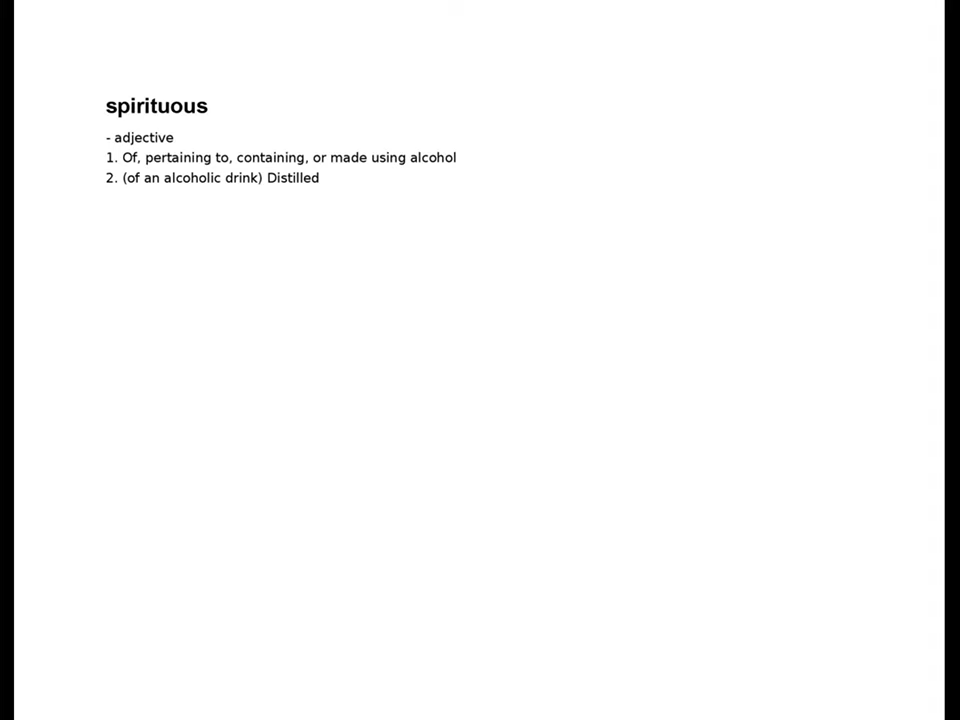 spirituous
- adjective
1. Of, pertaining to, containing, or made using alcohol
2. (of an alcoholic drink) Distilled